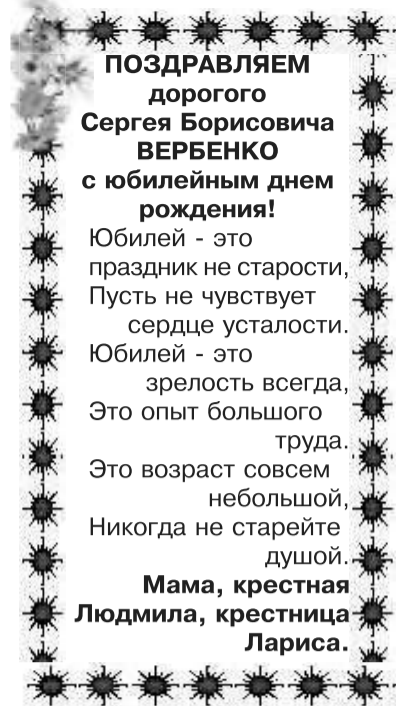 ПОЗДРАВЛЯЕМ
дорогого
Сергея Борисовича
ВЕРБЕНКО
с юбилейным днем
рождения!
Юбилей - это
праздник не старости,
Пусть не чувствует
сердце усталости.
Юбилей - это
зрелость всегда,
Это опыт большого
труда.
Это возраст совсем
небольшой,
Никогда не старейте
душой.
Мама, крестная
Людмила, крестница
Лариса.